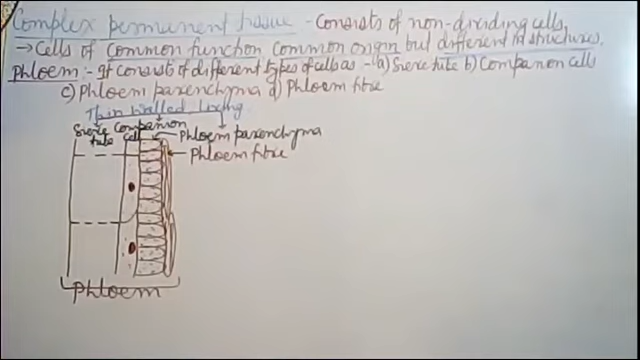 Complex permanent tissue - Consists of non-dividing cells,
→ Cells of Common function Common origin but different in structures.
Phloem:- It consists of different types of cells as - a) Sieve tube b) Companion cells
c) Phloem parenchyma d) Phloem fibre
Thin walled living
Sieve tube
Companion cell
Phloem parenchyma
Phloem fibre
Phloem